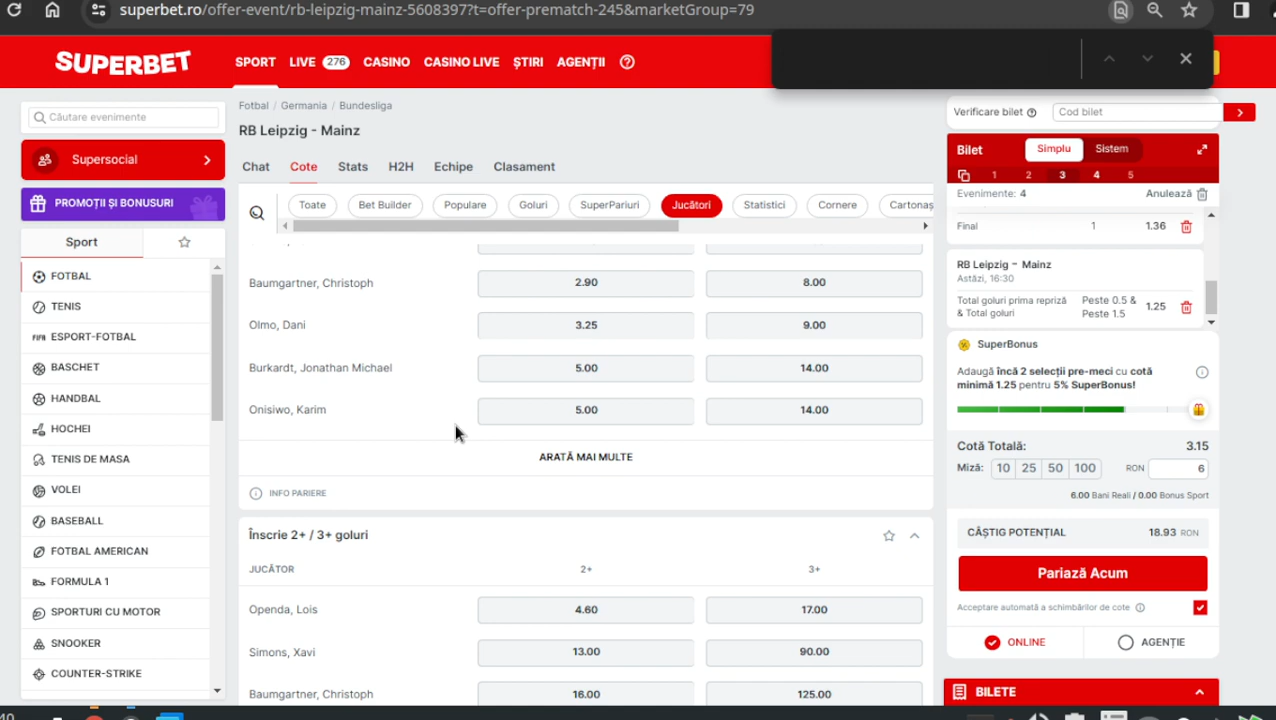 superbet.ro/offer-event/rb-leipzig-mainz-5608397?t=offer-prematch-245&marketGroup=79
SUPERBET
SPORT LIVE 276 CASINO CASINO LIVE ȘTIRI AGENȚII
Căutare evenimente
Supersocial
PROMOȚII ȘI BONUSURI
Sport
FOTBAL
TENIS
ESPORT-FOTBAL
BASCHET
HANDBAL
HOCHEI
TENIS DE MASA
VOLEI
BASEBALL
FOTBAL AMERICAN
FORMULA 1
SPORTURI CU MOTOR
SNOOKER
COUNTER-STRIKE
Fotbal / Germania / Bundesliga
RB Leipzig - Mainz
Chat Cote Stats H2H Echipe Clasament
Toate Bet Builder Populare Goluri SuperPariuri Jucători Statistici Cornere Cartonaș
Baumgartner, Christoph 2.90 8.00
Olmo, Dani 3.25 9.00
Burkardt, Jonathan Michael 5.00 14.00
Onisiwo, Karim 5.00 14.00
ARATĂ MAI MULTE
INFO PARIERE
Înscrie 2+ / 3+ goluri
JUCĂTOR 2+ 3+
Openda, Lois 4.60 17.00
Simons, Xavi 13.00 90.00
Baumgartner, Christoph 16.00 125.00
Verificare bilet Cod bilet
Bilet Simplu Sistem
1 2 3 4 5
Evenimente: 4 Anulează
Final 1 1.36
RB Leipzig - Mainz
Astăzi, 16:30
Total goluri prima repriză Peste 0.5 & 1.25
& Total goluri Peste 1.5
SuperBonus
Adaugă încă 2 selecții pre-meci cu cotă
minimă 1.25 pentru 5% SuperBonus!
Cotă Totală: 3.15
Miză: 10 25 50 100 RON 6
6.00 Bani Reali / 0.00 Bonus Sport
CÂȘTIG POTENȚIAL 18.93 RON
Pariază Acum
Acceptare automată a schimbărilor de cote
ONLINE AGENȚIE
BILETE